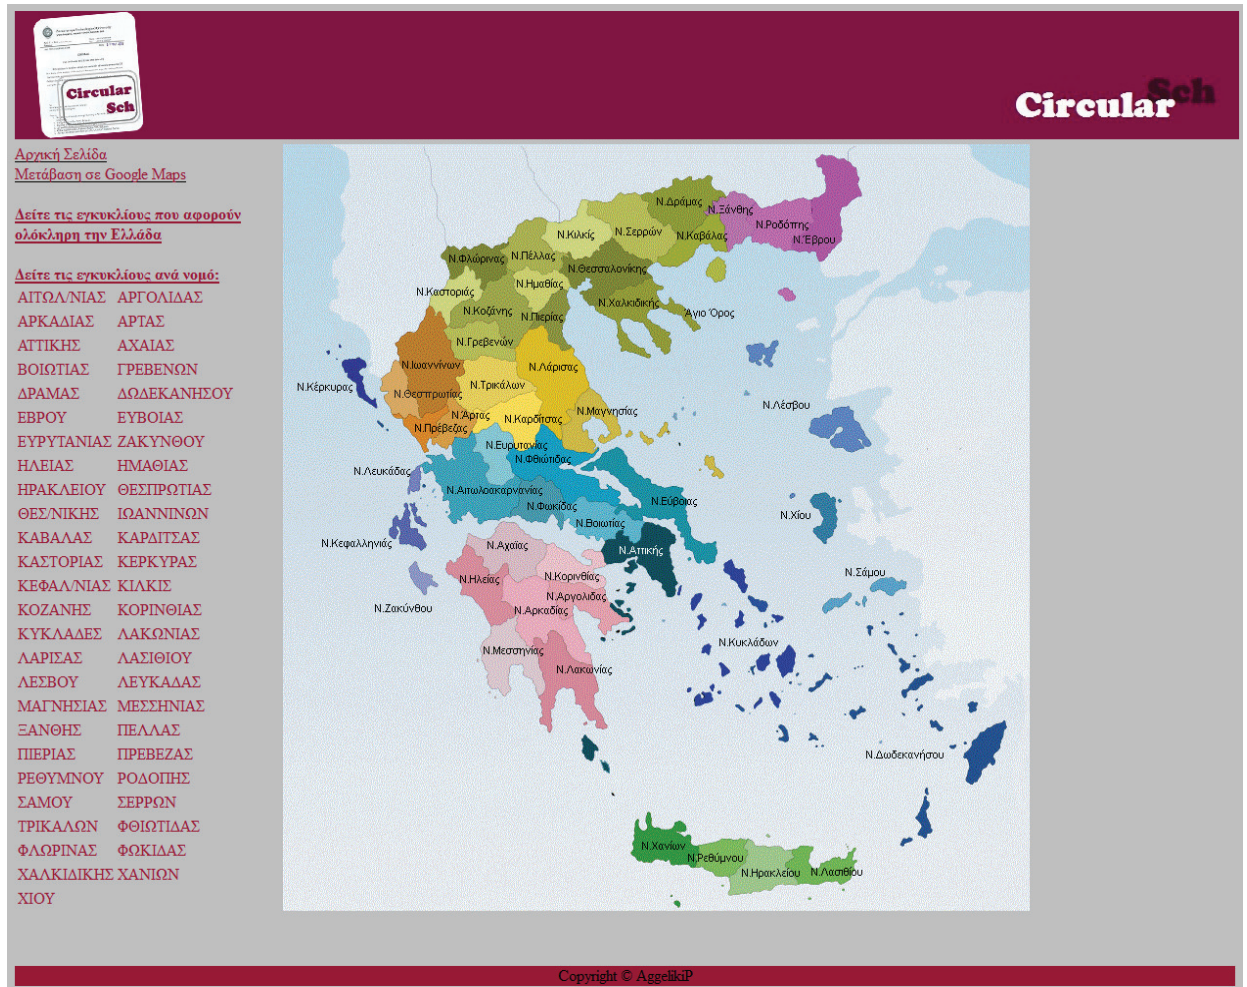 Circular
Sch
Circular Sch
Αρχική Σελίδα
Μετάβαση σε Google Maps
Δείτε τις εγκυκλίους που αφορούν
ολόκληρη την Ελλάδα
Δείτε τις εγκυκλίους ανά νομό:
ΑΙΤΩΛ/ΝΙΑΣ ΑΡΓΟΛΙΔΑΣ
ΑΡΚΑΔΙΑΣ ΑΡΤΑΣ
ΑΤΤΙΚΗΣ ΑΧΑΙΑΣ
ΒΟΙΩΤΙΑΣ ΓΡΕΒΕΝΩΝ
ΔΡΑΜΑΣ ΔΩΔΕΚΑΝΗΣΟΥ
ΕΒΡΟΥ ΕΥΒΟΙΑΣ
ΕΥΡΥΤΑΝΙΑΣ ΖΑΚΥΝΘΟΥ
ΗΛΕΙΑΣ ΗΜΑΘΙΑΣ
ΗΡΑΚΛΕΙΟΥ ΘΕΣΠΡΩΤΙΑΣ
ΘΕΣ/ΝΙΚΗΣ ΙΩΑΝΝΙΝΩΝ
ΚΑΒΑΛΑΣ ΚΑΡΔΙΤΣΑΣ
ΚΑΣΤΟΡΙΑΣ ΚΕΡΚΥΡΑΣ
ΚΕΦΑΛ/ΝΙΑΣ ΚΙΛΚΙΣ
ΚΟΖΑΝΗΣ ΚΟΡΙΝΘΙΑΣ
ΚΥΚΛΑΔΕΣ ΛΑΚΩΝΙΑΣ
ΛΑΡΙΣΑΣ ΛΑΣΙΘΙΟΥ
ΛΕΣΒΟΥ ΛΕΥΚΑΔΑΣ
ΜΑΓΝΗΣΙΑΣ ΜΕΣΣΗΝΙΑΣ
ΞΑΝΘΗΣ ΠΕΛΛΑΣ
ΠΙΕΡΙΑΣ ΠΡΕΒΕΖΑΣ
ΡΕΘΥΜΝΟΥ ΡΟΔΟΠΗΣ
ΣΑΜΟΥ ΣΕΡΡΩΝ
ΤΡΙΚΑΛΩΝ ΦΘΙΩΤΙΔΑΣ
ΦΛΩΡΙΝΑΣ ΦΩΚΙΔΑΣ
ΧΑΛΚΙΔΙΚΗΣ ΧΑΝΙΩΝ
ΧΙΟΥ
Ν.Δράμας
Ν.Ξάνθης
Ν.Ροδόπης
Ν.Έβρου
Ν.Κιλκίς
Ν.Σερρών
Ν.Καβάλας
Ν.Φλώρινας
Ν.Πέλλας
Ν.Θεσσαλονίκης
Ν.Καστοριάς
Ν.Ημαθίας
Ν.Χαλκιδικής
Άγιο Όρος
Ν.Κοζάνης
Ν.Πιερίας
Ν.Γρεβενών
Ν.Ιωαννίνων
Ν.Λάρισας
Ν.Κέρκυρας
Ν.Θεσπρωτίας
Ν.Τρικάλων
Ν.Λέσβου
Ν.Άρτας
Ν.Καρδίτσας
Ν.Μαγνησίας
Ν.Πρέβεζας
Ν.Ευρυτανίας
Ν.Φθιώτιδας
Ν.Λευκάδας
Ν.Αιτωλοακαρνανίας
Ν.Φωκίδας
Ν.Εύβοιας
Ν.Βοιωτίας
Ν.Χίου
Ν.Κεφαλληνιάς
Ν.Αχαΐας
Ν.Αττικής
Ν.Ηλείας
Ν.Κορινθίας
Ν.Σάμου
Ν.Ζακύνθου
Ν.Αργολίδας
Ν.Αρκαδίας
Ν.Κυκλάδων
Ν.Μεσσηνίας
Ν.Λακωνίας
Ν.Δωδεκανήσου
Ν.Χανίων
Ν.Ρεθύμνου
Ν.Ηρακλείου
Ν.Λασιθίου
Copyright © AggelikiP